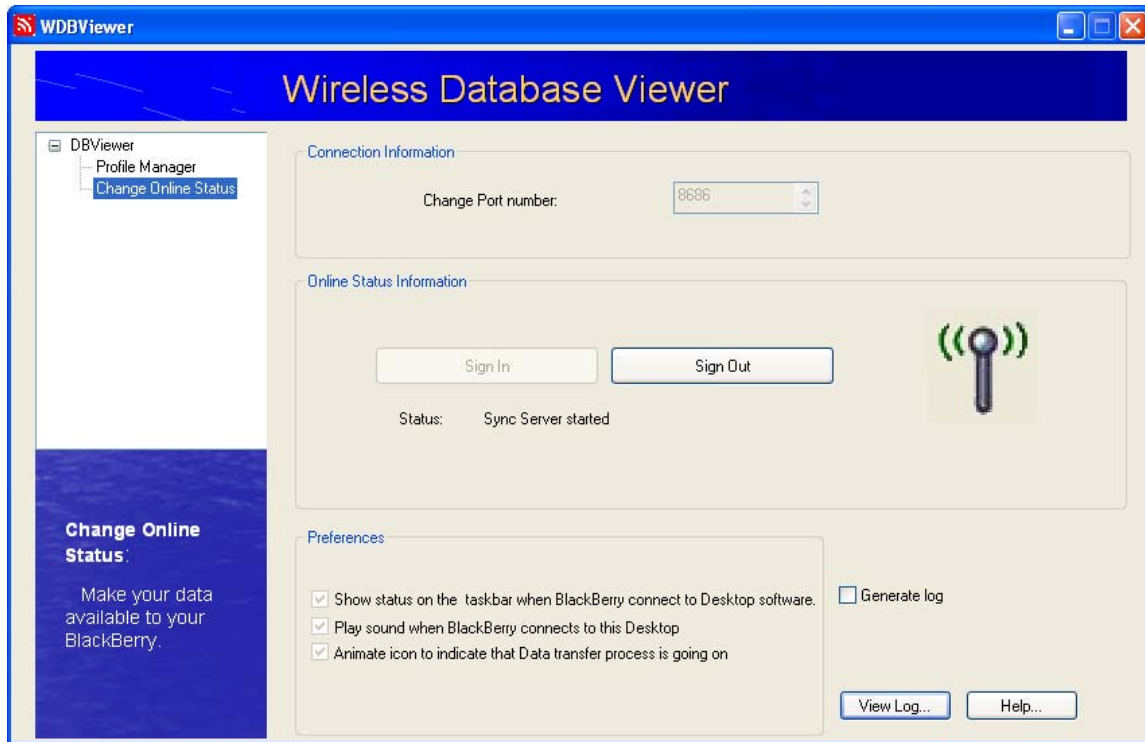 WDBViewer
Wireless Database Viewer
DBViewer
Profile Manager
Change Online Status
Connection Information
Change Port number:
8686
Online Status Information
Sign In
Sign Out
Status:
Sync Server started
Change Online
Status:
Make your data
available to your
BlackBerry.
Preferences
Show status on the taskbar when BlackBerry connect to Desktop software.
Play sound when BlackBerry connects to this Desktop
Animate icon to indicate that Data transfer process is going on
Generate log
View Log...
Help...